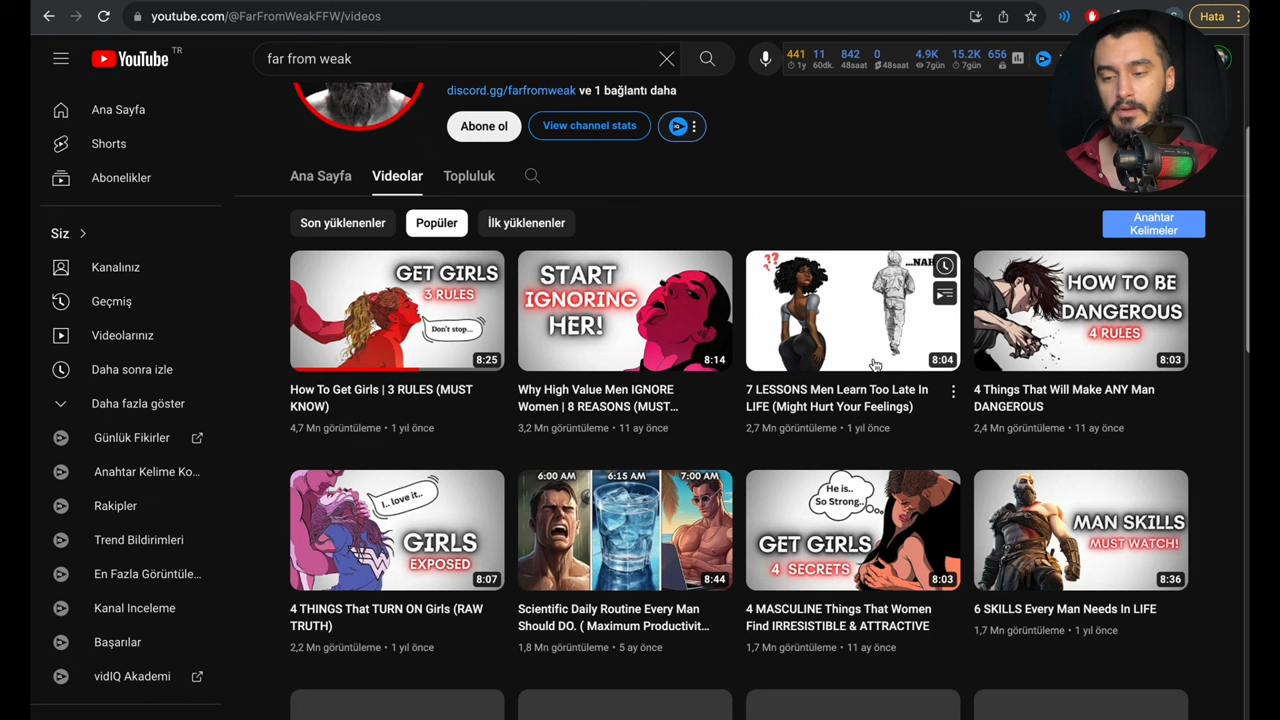 youtube.com/@FarFromWeakFFW/videos
Hata
YouTube TR
far from weak
441 11 842 0 4.9K 15.2K 656
1y 60dk. 48saat 48saat 7gün 7gün
discord.gg/farfromweak ve 1 bağlantı daha
Abone ol
View channel stats
IQ
Ana Sayfa
Shorts
Abonelikler
Siz
Kanalınız
Geçmiş
Videolarınız
Daha sonra izle
Daha fazla göster
Günlük Fikirler
Anahtar Kelime Ko...
Rakipler
Trend Bildirimleri
En Fazla Görüntüle...
Kanal İnceleme
Başarılar
vidIQ Akademi
Ana Sayfa
Videolar
Topluluk
Son yüklenenler
Popüler
İlk yüklenenler
Anahtar
Kelimeler
GET GIRLS
3 RULES
Don't stop...
8:25
How To Get Girls | 3 RULES (MUST
KNOW)
4,7 Mn görüntüleme • 1 yıl önce
START
IGNORING
HER!
8:14
Why High Value Men IGNORE
Women | 8 REASONS (MUST...
3,2 Mn görüntüleme • 11 ay önce
??
...NAH
8:04
7 LESSONS Men Learn Too Late In
LIFE (Might Hurt Your Feelings)
2,7 Mn görüntüleme • 1 yıl önce
HOW TO BE
DANGEROUS
4 RULES
8:03
4 Things That Will Make ANY Man
DANGEROUS
2,4 Mn görüntüleme • 11 ay önce
I.. love it..
GIRLS
EXPOSED
8:07
4 THINGS That TURN ON Girls (RAW
TRUTH)
2,2 Mn görüntüleme • 1 yıl önce
6:00 AM
6:15 AM
7:00 AM
8:44
Scientific Daily Routine Every Man
Should DO. ( Maximum Productivit...
1,8 Mn görüntüleme • 5 ay önce
He is..
So Strong..
GET GIRLS
4 SECRETS
8:03
4 MASCULINE Things That Women
Find IRRESISTIBLE & ATTRACTIVE
1,7 Mn görüntüleme • 11 ay önce
MAN SKILLS
MUST WATCH!
8:36
6 SKILLS Every Man Needs In LIFE
1,7 Mn görüntüleme • 1 yıl önce